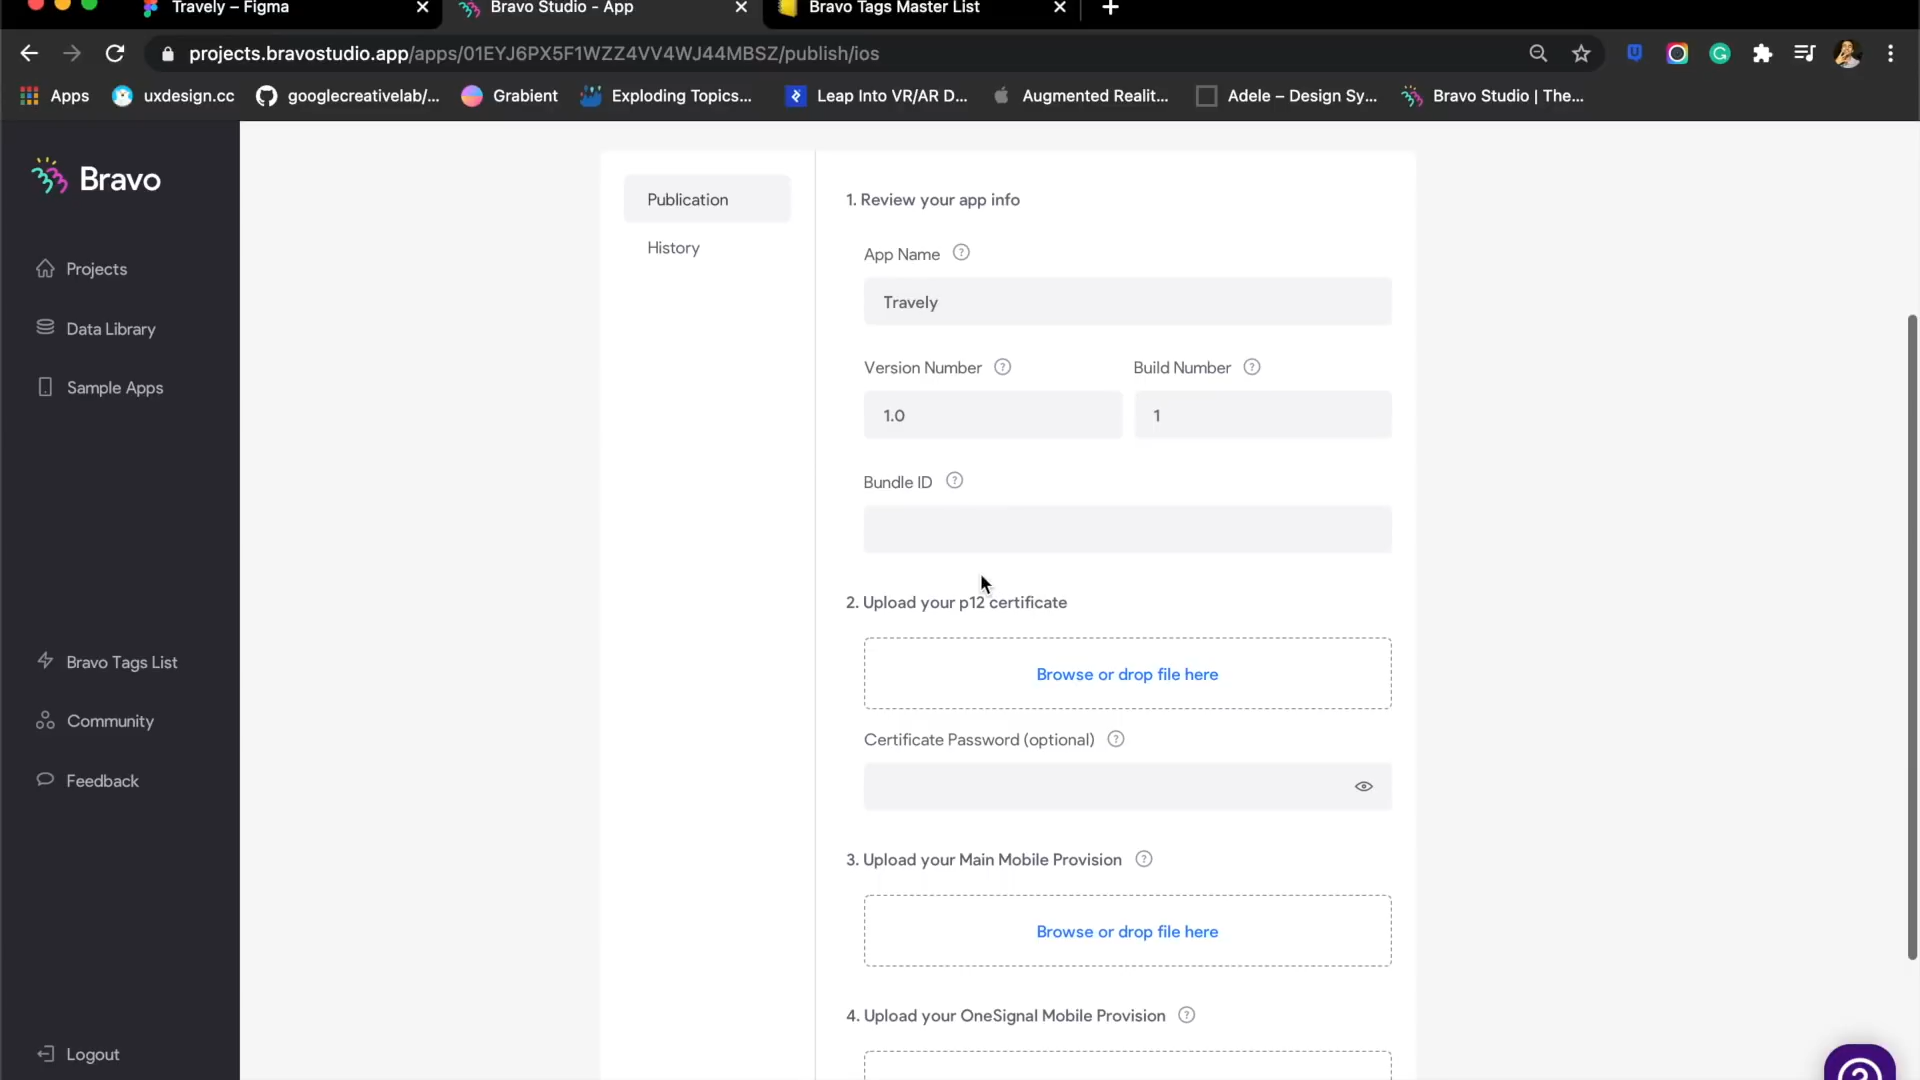 Travely – Figma
Bravo Studio - App
Bravo Tags Master List
projects.bravostudio.app/apps/01EYJ6PX5F1WZZ4VV4WJ44MBSZ/publish/ios
Apps
uxdesign.cc
googlecreativelab/...
Grabient
Exploding Topics...
Leap Into VR/AR D...
Augmented Realit...
Adele – Design Sy...
Bravo Studio | The...
Bravo
Projects
Data Library
Sample Apps
Bravo Tags List
Community
Feedback
Logout
Publication
History
1. Review your app info
App Name
Travely
Version Number
Build Number
1.0
1
Bundle ID
2. Upload your p12 certificate
Browse or drop file here
Certificate Password (optional)
3. Upload your Main Mobile Provision
Browse or drop file here
4. Upload your OneSignal Mobile Provision